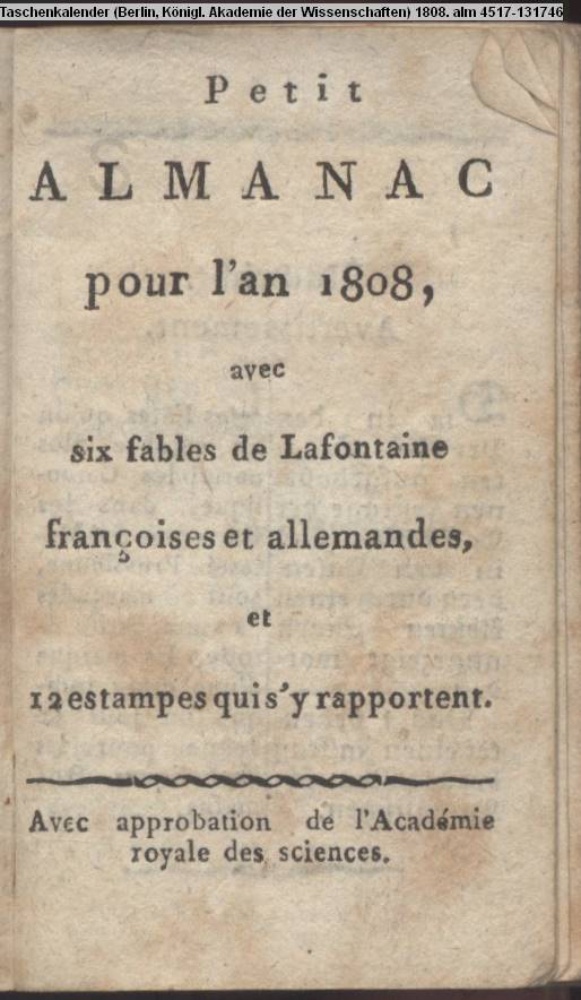 Taschenkalender (Berlin, Königl. Akademie der Wissenschaften) 1808. alm 4517-131746
Petit
ALMANAC
pour l'an 1808,
avec
six fables de Lafontaine
françoises et allemandes,
et
12 estampes qui s'y rapportent.
Avec approbation de l'Académie
royale des sciences.